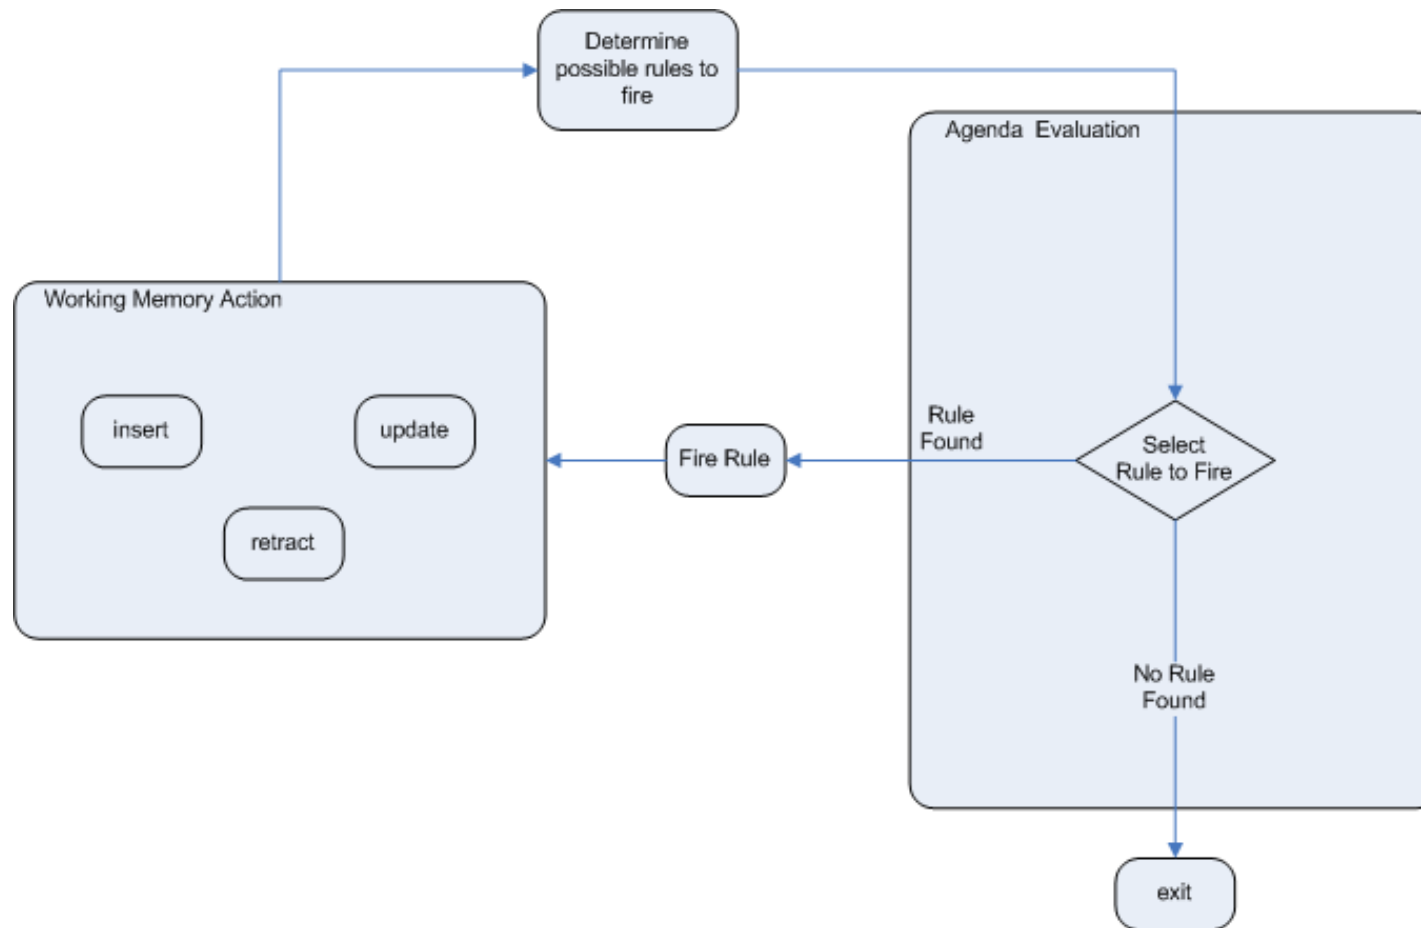 Determine
possible rules to
fire
Agenda Evaluation
Working Memory Action
insert
update
retract
Fire Rule
Rule
Found
Select
Rule to Fire
No Rule
Found
exit